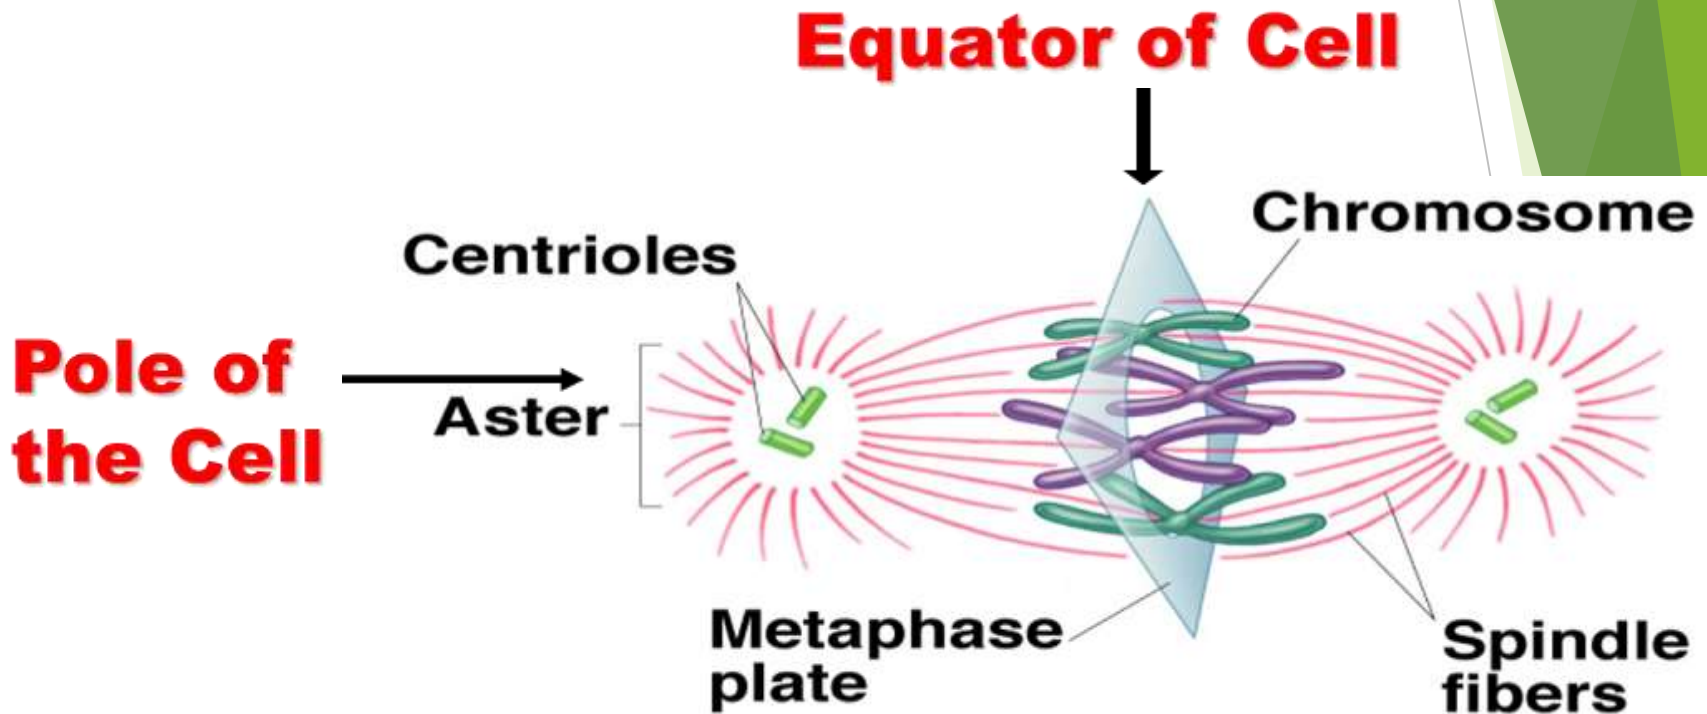 Equator of Cell
Chromosome
Centrioles
Pole of
the Cell
Aster
Metaphase
plate
Spindle
fibers